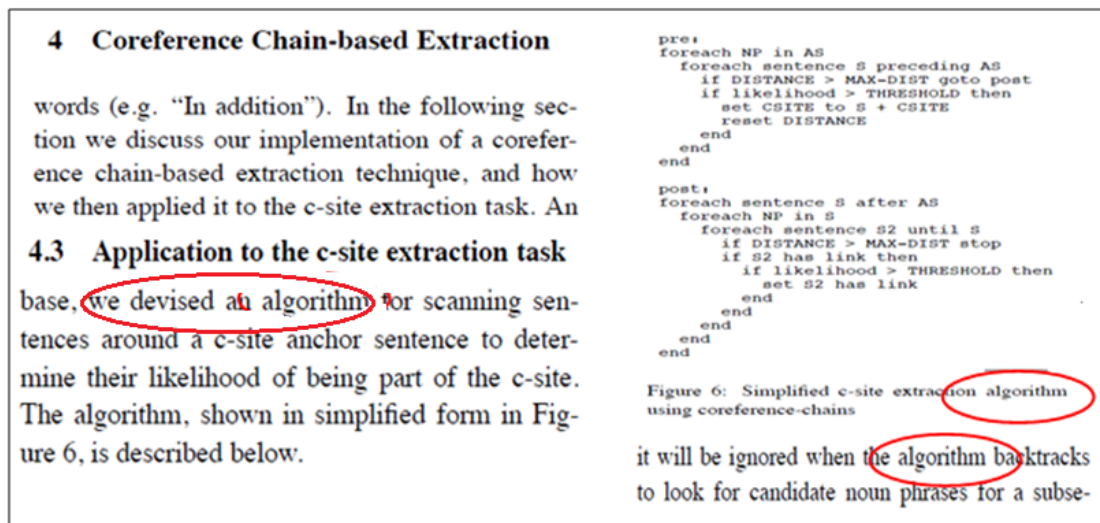 4 Coreference Chain-based Extraction
words (e.g. “In addition”). In the following sec-
tion we discuss our implementation of a corefer-
ence chain-based extraction technique, and how
we then applied it to the c-site extraction task. An
4.3 Application to the c-site extraction task
base, we devised an algorithm for scanning sen-
tences around a c-site anchor sentence to deter-
mine their likelihood of being part of the c-site.
The algorithm, shown in simplified form in Fig-
ure 6, is described below.
pre:
foreach NP in AS
foreach sentence S preceding AS
if DISTANCE > MAX-DIST goto post
if likelihood > THRESHOLD then
set CSITE to S + CSITE
reset DISTANCE
end
end
end
post:
foreach sentence S after AS
foreach NP in S
foreach sentence S2 until S
if DISTANCE > MAX-DIST stop
if S2 has link then
if likelihood > THRESHOLD then
set S2 has link
end
end
end
end
end
Figure 6: Simplified c-site extraction algorithm
using coreference-chains
it will be ignored when the algorithm backtracks
to look for candidate noun phrases for a subse-